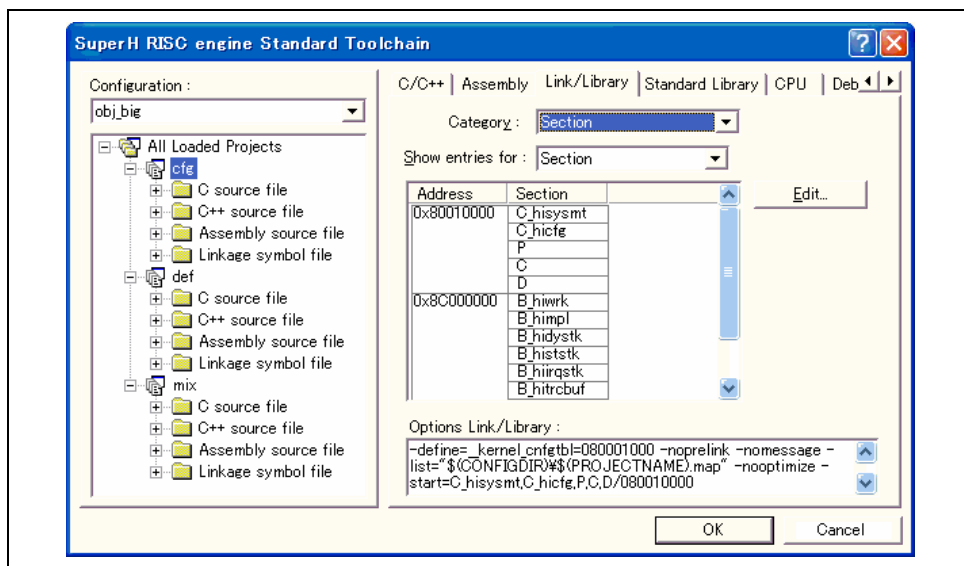 SuperH RISC engine Standard Toolchain
Configuration :
obj_big
All Loaded Projects
cfg
C source file
C++ source file
Assembly source file
Linkage symbol file
def
C source file
C++ source file
Assembly source file
Linkage symbol file
mix
C source file
C++ source file
Assembly source file
Linkage symbol file
C/C++ Assembly Link/Library Standard Library CPU Deb
Category : Section
Show entries for : Section
Address Section
0x80010000 C_hisysmt
C_hicfg
P
C
D
0x8C000000 B_hiwrk
B_himpl
B_hidystk
B_histstk
B_hiirqstk
B_hitrcbuf
Edit...
Options Link/Library :
-define=_kernel_cnfgtbl=080001000 -noprelink -nomessage -
list="$(CONFIGDIR)¥$(PROJECTNAME).map" -nooptimize -
start=C_hisysmt,C_hicfg,P,C,D/080010000
OK Cancel